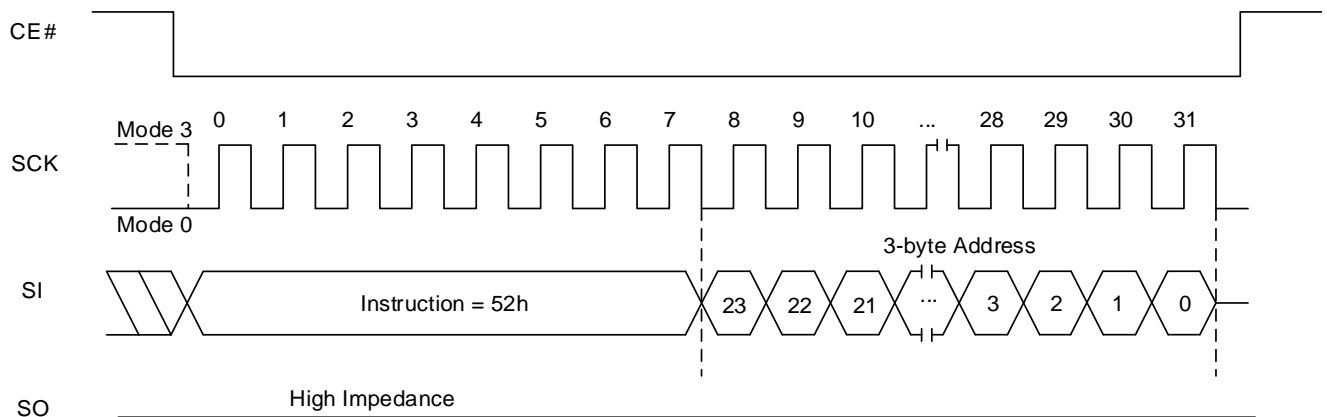 CE#
0 1 2 3 4 5 6 7 8 9 10 ... 28 29 30 31
Mode 3
SCK
Mode 0
3-byte Address
SI
Instruction = 52h 23 22 21 ... 3 2 1 0
High Impedance
SO